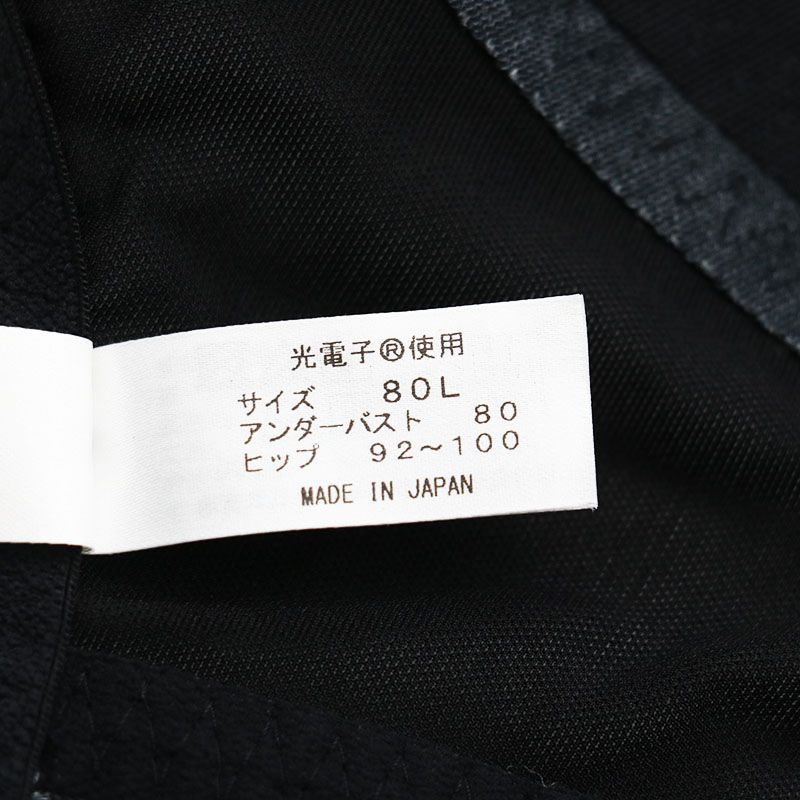 光電子®使用
サイズ 80L
アンダーバスト 80
ヒップ 92～100
MADE IN JAPAN